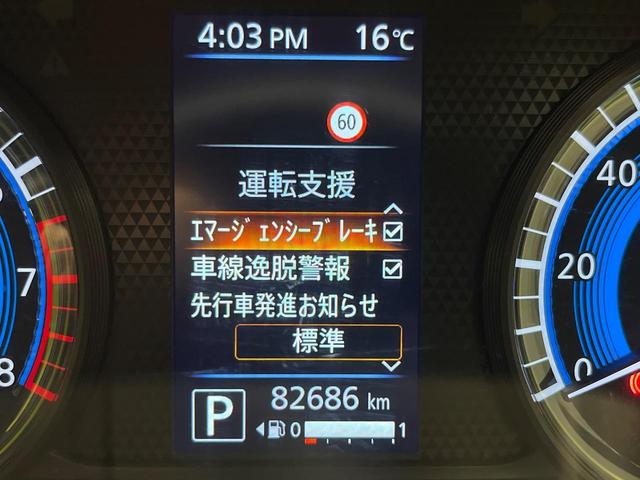 4:03 PM 16℃
60
運転支援
ｴﾏｰｼﾞｪﾝｼｰﾌﾞﾚｰｷ
車線逸脱警報
先行車発進お知らせ
標準
P 82686 km
0 1
7
8
40
20
0